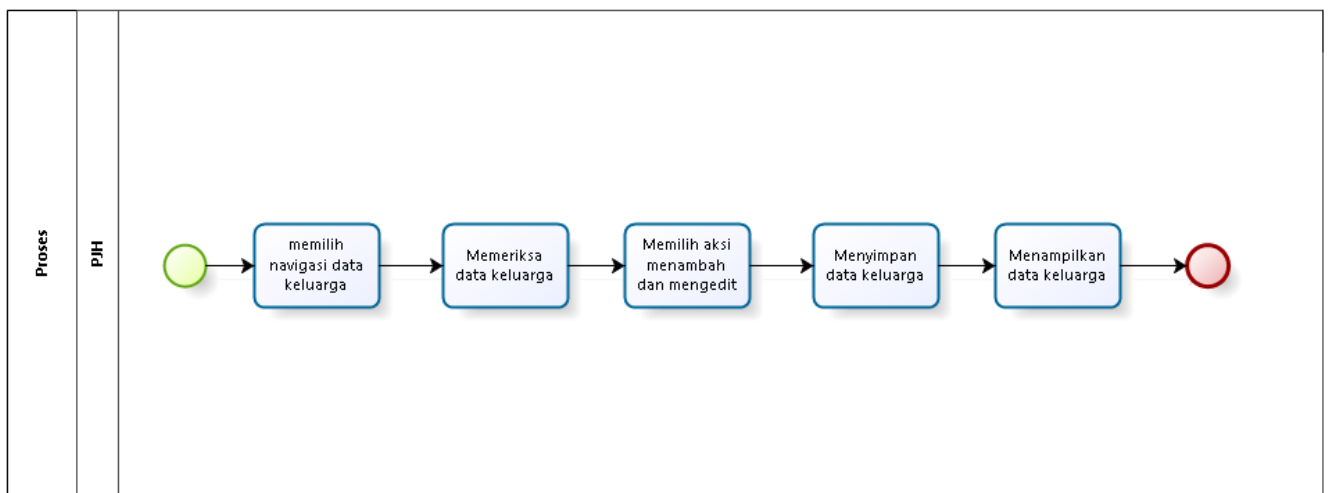 Proses
PJH
memilih
navigasi data
keluarga
Memeriksa
data keluarga
Memilih aksi
menambah
dan mengedit
Menyimpan
data keluarga
Menampilkan
data keluarga